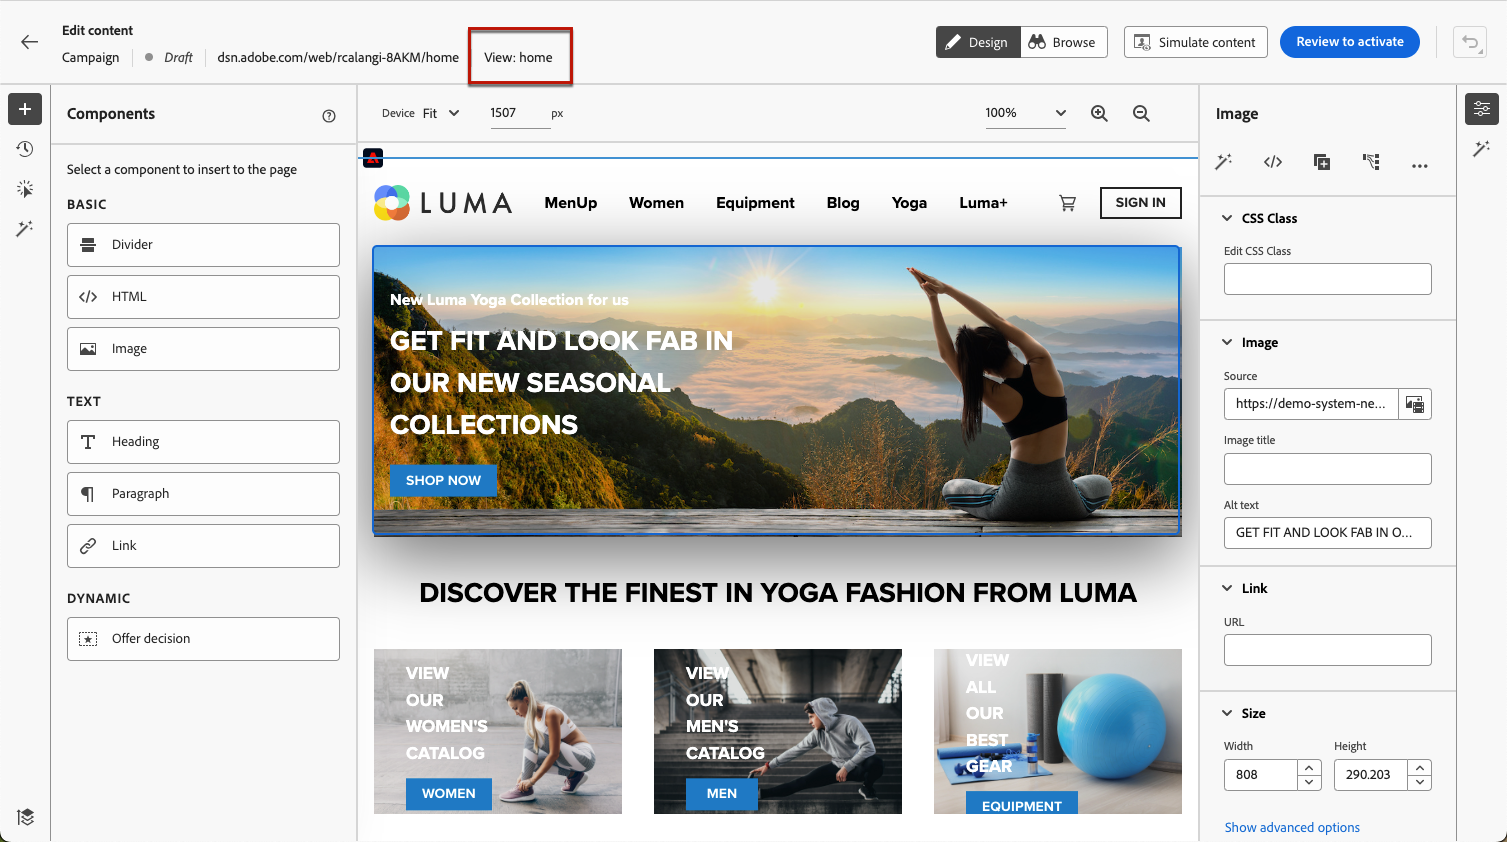 Edit content
Campaign
Draft
dsn.adobe.com/web/rcalangi-8AKM/home
View: home
Design
Browse
Simulate content
Review to activate
Components
Select a component to insert to the page
BASIC
Divider
HTML
Image
TEXT
Heading
Paragraph
Link
DYNAMIC
Offer decision
Device Fit 1507 px
100%
LUMA
MenUp
Women
Equipment
Blog
Yoga
Luma+
SIGN IN
New Luma Yoga Collection for us
GET FIT AND LOOK FAB IN
OUR NEW SEASONAL
COLLECTIONS
SHOP NOW
DISCOVER THE FINEST IN YOGA FASHION FROM LUMA
VIEW
OUR
WOMEN'S
CATALOG
WOMEN
VIEW
OUR
MEN'S
CATALOG
MEN
VIEW
ALL
OUR
BEST
GEAR
EQUIPMENT
Image
CSS Class
Edit CSS Class
Image
Source
https://demo-system-ne...
Image title
Alt text
GET FIT AND LOOK FAB IN O...
Link
URL
Size
Width
Height
808
290.203
Show advanced options